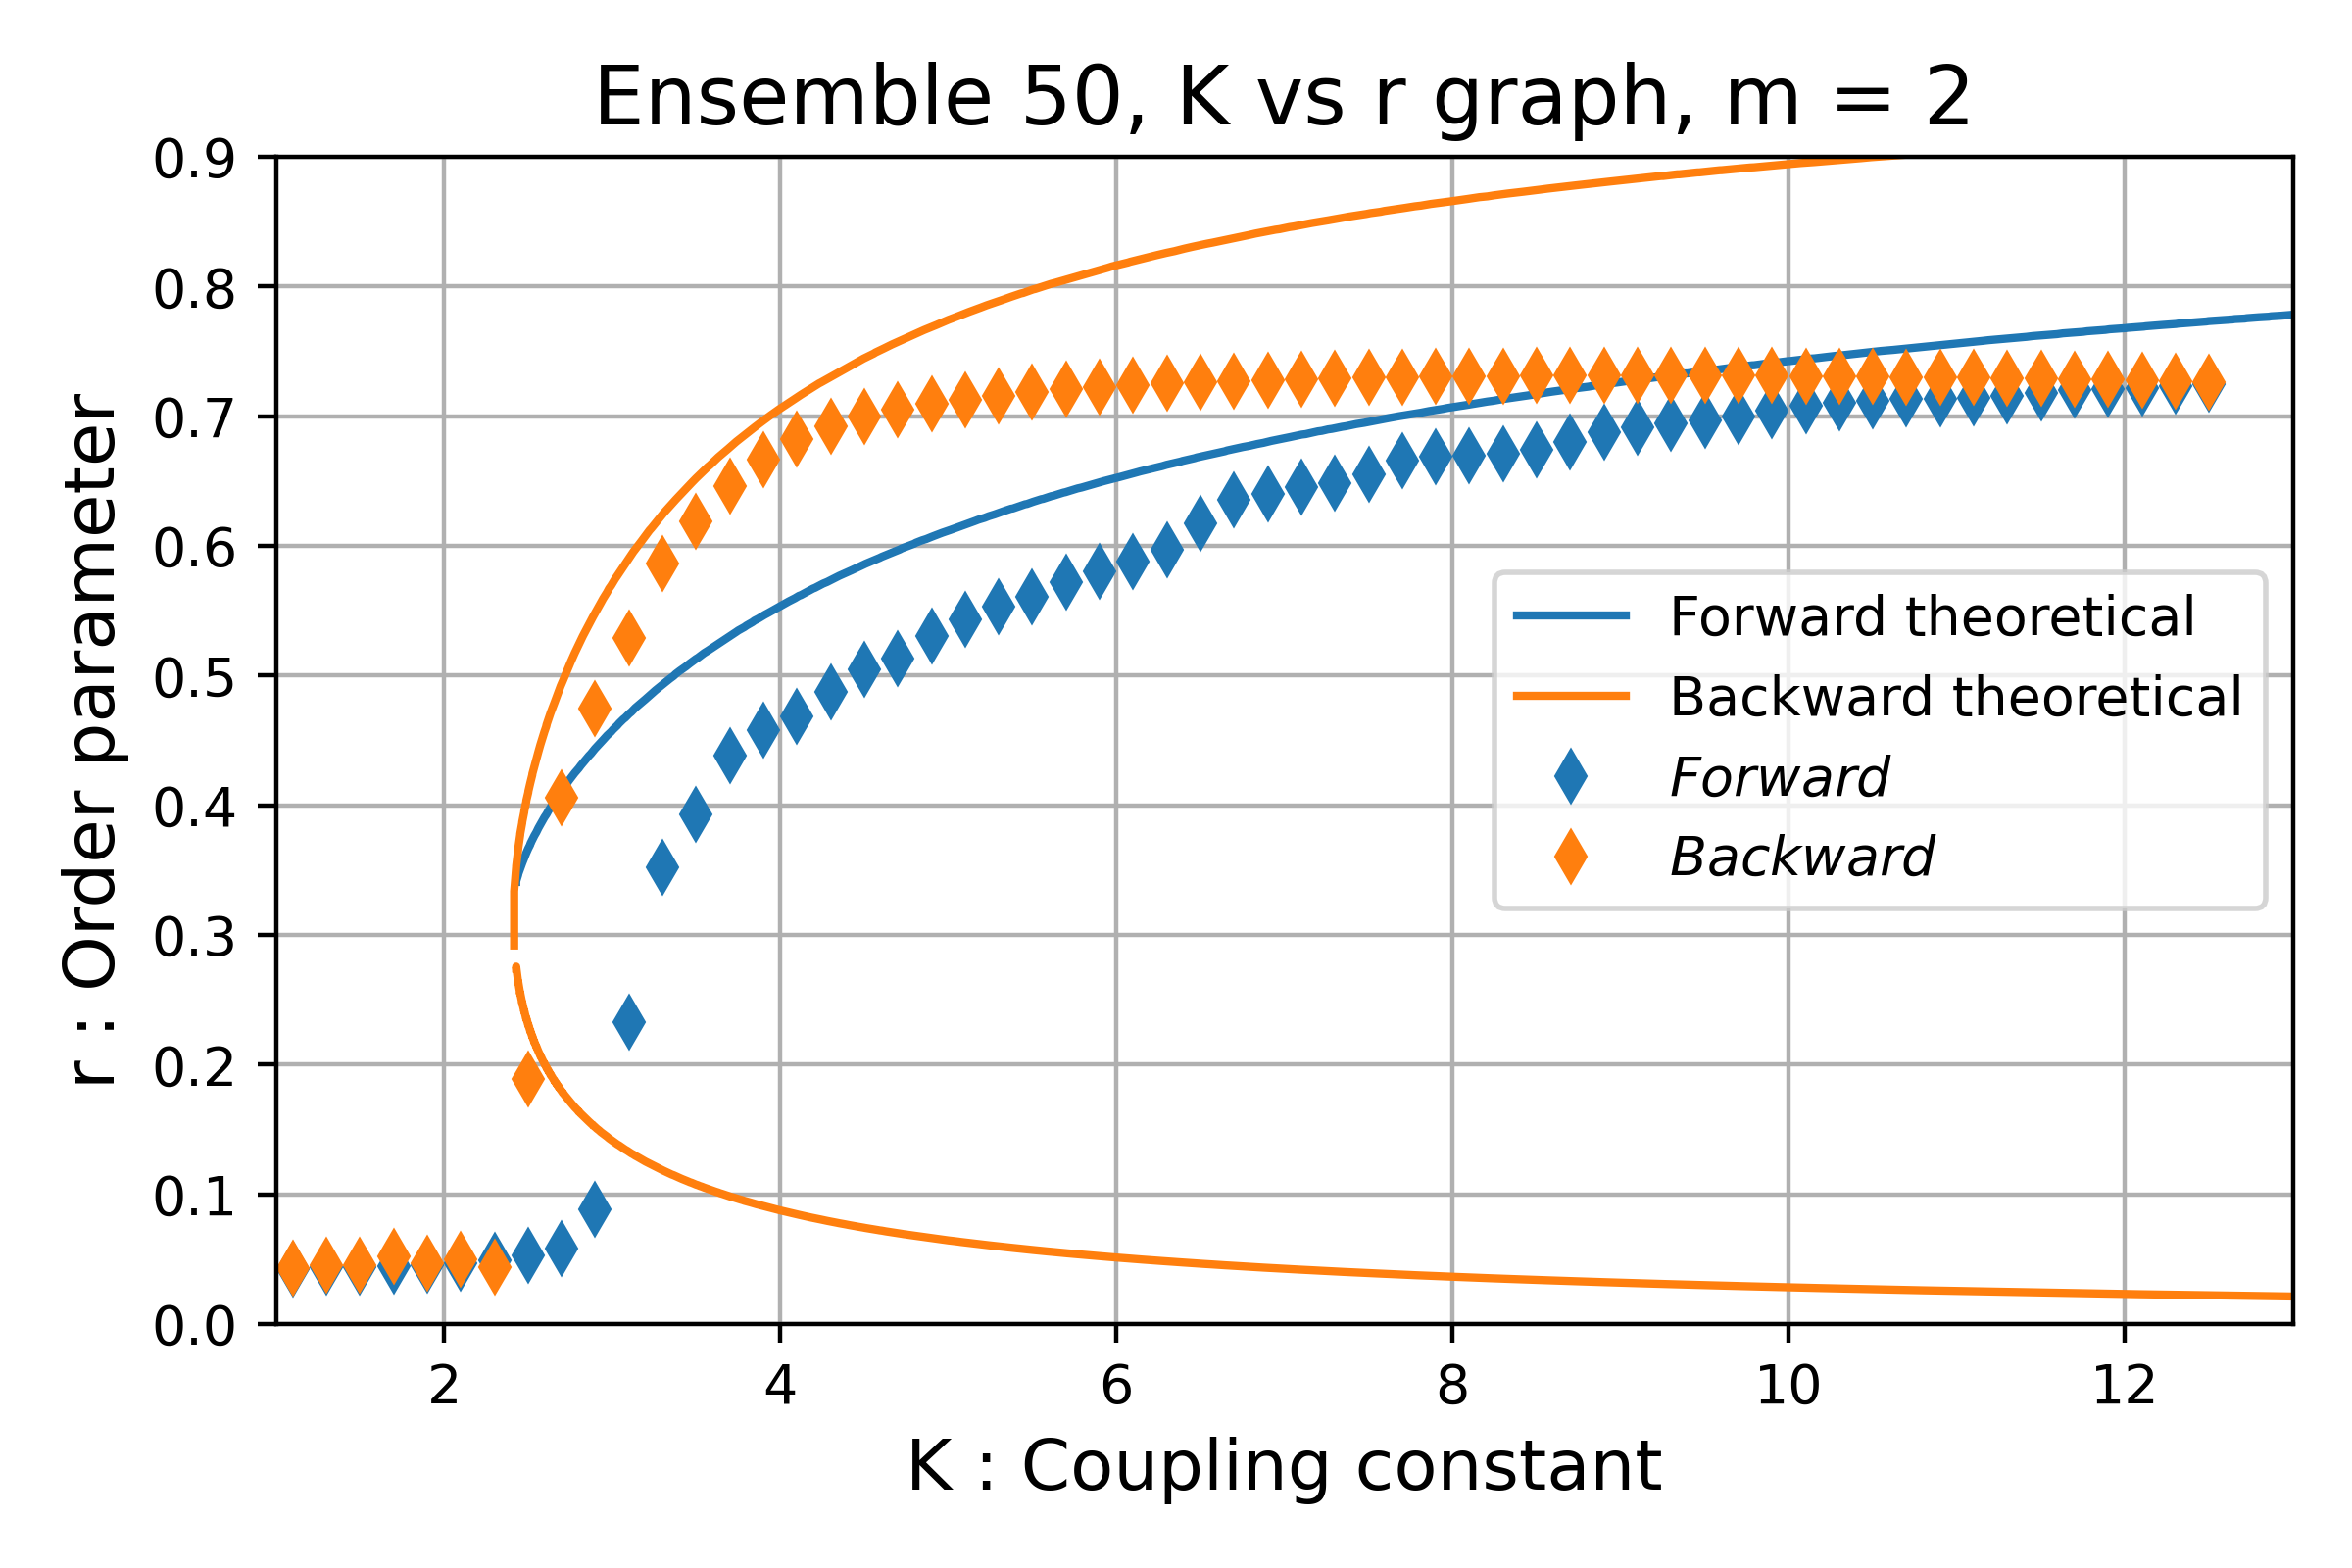 Ensemble 50, K vs r graph, m = 2
0.9
0.8
0.7
0.6
0.5
0.4
0.3
0.2
0.1
0.0
r : Order parameter
Forward theoretical
Backward theoretical
Forward
Backward
2 4 6 8 10 12
K : Coupling constant